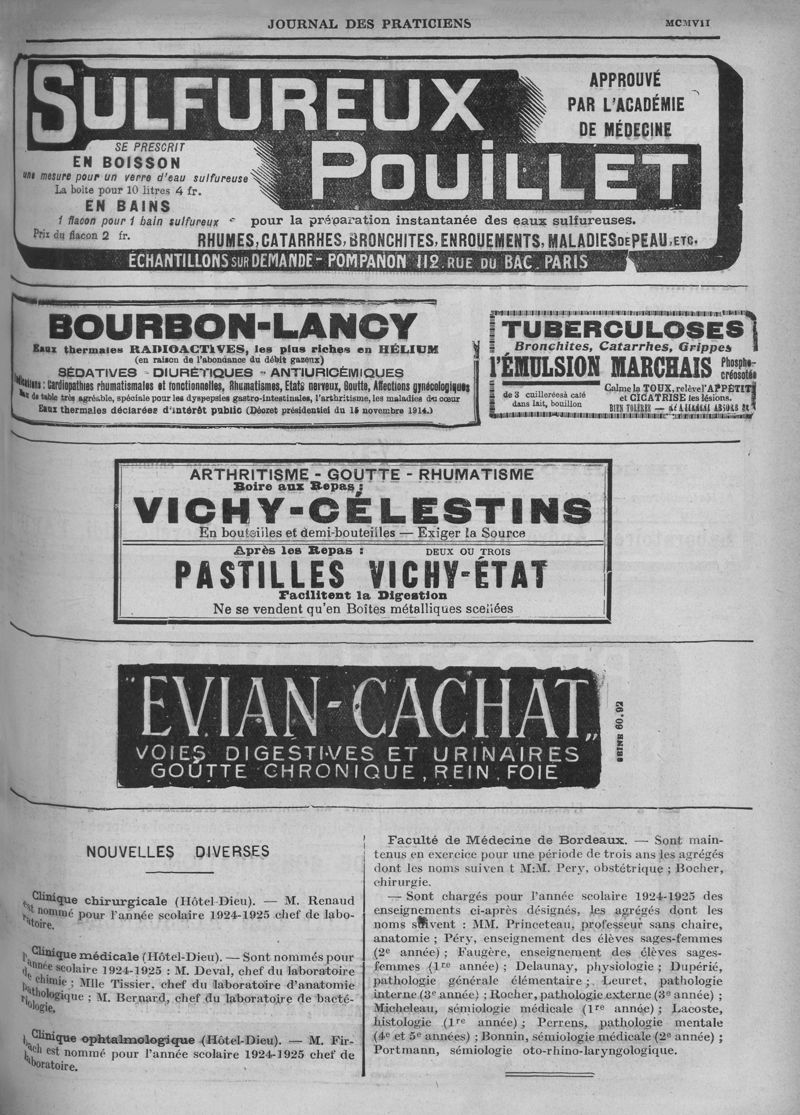 JOURNAL DES PRATICIENS
MCMVII
SULFUREUX
POUILLET
APPROUVÉ
PAR L'ACADÉMIE
DE MÉDECINE
SE PRESCRIT
EN BOISSON
une mesure pour un verre d'eau sulfureuse
La boîte pour 10 litres 4 fr.
EN BAINS
1 flacon pour 1 bain sulfureux
Prix du flacon 2 fr.
pour la préparation instantanée des eaux sulfureuses.
RHUMES, CATARRHES, BRONCHITES, ENROUEMENTS, MALADIES DE PEAU, ETC.
ÉCHANTILLONS SUR DEMANDE - POMPANON 112, RUE DU BAC. PARIS
BOURBON-LANCY
Eaux thermales RADIOACTIVES, les plus riches en HÉLIUM
(en raison de l'abondance du débit gazeux)
SÉDATIVES - DIURÉTIQUES - ANTIURICÉMIQUES
: Cardiopathies rhumatismales et fonctionnelles, Rhumatismes, Etats nerveux, Goutte, Affections gynécologiques
de table très agréable, spéciale pour les dyspepsies gastro-intestinales, l'arthritisme, les maladies du cœur
Eaux thermales déclarées d'intérêt public (Décret présidentiel du 15 novembre 1914.)
TUBERCULOSES
Bronchites, Catarrhes, Grippes
l'ÉMULSION MARCHAIS Phospho-
créosotée
de 3 cuillerées à café
dans lait, bouillon
Calme la TOUX, relève l'APPÉTIT
et CICATRISE les lésions.
BIEN TOLÉRÉE —
ARTHRITISME - GOUTTE - RHUMATISME
Boire aux Repas :
VICHY-CÉLESTINS
En bouteilles et demi-bouteilles — Exiger la Source
Après les Repas : DEUX OU TROIS
PASTILLES VICHY-ÉTAT
Facilitent la Digestion
Ne se vendent qu'en Boîtes métalliques scellées
"EVIAN-CACHAT"
VOIES DIGESTIVES ET URINAIRES
GOÛTTE CHRONIQUE, REIN, FOIE
SEINE 60.92
NOUVELLES DIVERSES
Clinique chirurgicale (Hôtel-Dieu). — M. Renaud
est nommé pour l'année scolaire 1924-1925 chef de labo-
ratoire.
Clinique médicale (Hôtel-Dieu). — Sont nommés pour
l'année scolaire 1924-1925 : M. Deval, chef du laboratoire
de chimie ; Mlle Tissier, chef du laboratoire d'anatomie
pathologique ; M. Bernard, chef du laboratoire de bacté-
riologie.
Clinique ophtalmologique (Hôtel-Dieu). — M. Fir-
bach est nommé pour l'année scolaire 1924-1925 chef de
laboratoire.
Faculté de Médecine de Bordeaux. — Sont main-
tenus en exercice pour une période de trois ans les agrégés
dont les noms suiven t M:M. Pery, obstétrique ; Bocher,
chirurgie.
— Sont chargés pour l'année scolaire 1924-1925 des
enseignements ci-après désignés, les agrégés dont les
noms suivent : MM. Princeteau, professeur sans chaire,
anatomie ; Péry, enseignement des élèves sages-femmes
(2e année) ; Faugère, enseignement des élèves sages-
femmes (1re année) ; Delaunay, physiologie ; Dupérié,
pathologie générale élémentaire ; Leuret, pathologie
interne (3e année) ; Rocher, pathologie externe (3e année) ;
Micheleau, sémiologie médicale (1re année) ; Lacoste,
histologie (1re année) ; Perrens, pathologie mentale
(4e et 5e années) ; Bonnin, sémiologie médicale (2e année) ;
Portmann, sémiologie oto-rhino-laryngologique.